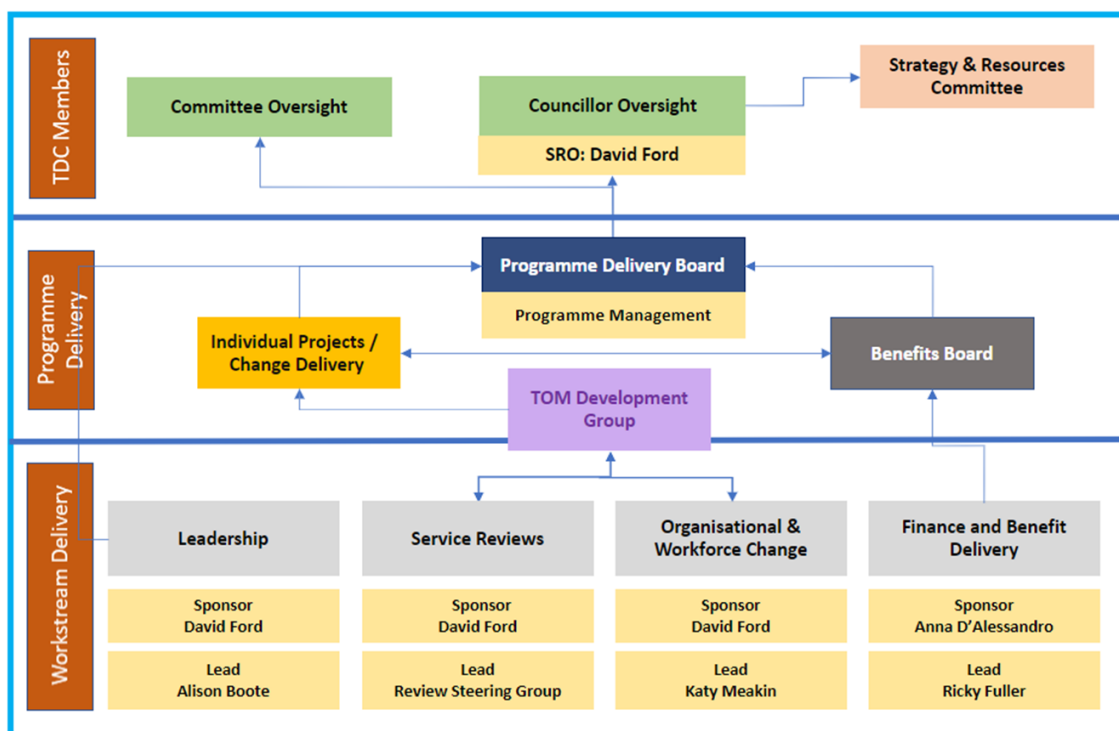 TDC Members
Committee Oversight
Councillor Oversight
SRO: David Ford
Strategy & Resources
Committee
Programme
Delivery
Programme Delivery Board
Programme Management
Individual Projects /
Change Delivery
Benefits Board
TOM Development
Group
Workstream Delivery
Leadership
Sponsor
David Ford
Lead
Alison Boote
Service Reviews
Sponsor
David Ford
Lead
Review Steering Group
Organisational &
Workforce Change
Sponsor
David Ford
Lead
Katy Meakin
Finance and Benefit
Delivery
Sponsor
Anna D’Alessandro
Lead
Ricky Fuller